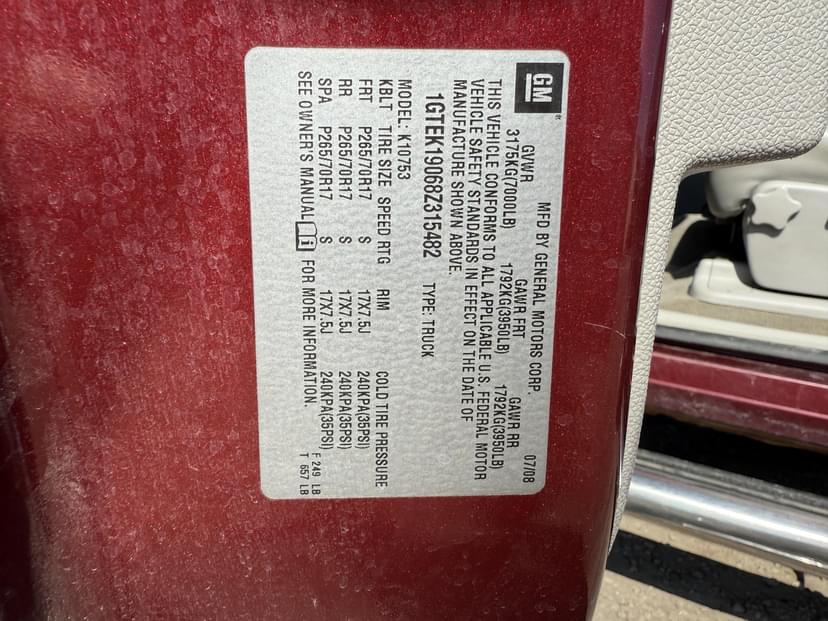 GM
MFD BY GENERAL MOTORS CORP. 07/08
GVWR GAWR FRT GAWR RR
3175KG(7000LB) 1792KG(3950LB) 1792KG(3950LB)
THIS VEHICLE CONFORMS TO ALL APPLICABLE U.S. FEDERAL MOTOR
VEHICLE SAFETY STANDARDS IN EFFECT ON THE DATE OF
MANUFACTURE SHOWN ABOVE.
1GTEK19068Z315482 TYPE: TRUCK
MODEL: K10753
KBLT TIRE SIZE SPEED RTG RIM COLD TIRE PRESSURE
FRT P265/70R17 S 17X7.5J 240KPA(35PSI)
RR P265/70R17 S 17X7.5J 240KPA(35PSI)
SPA P265/70R17 S 17X7.5J 240KPA(35PSI)
SEE OWNER'S MANUAL i FOR MORE INFORMATION.
F 249 LB
T 657 LB